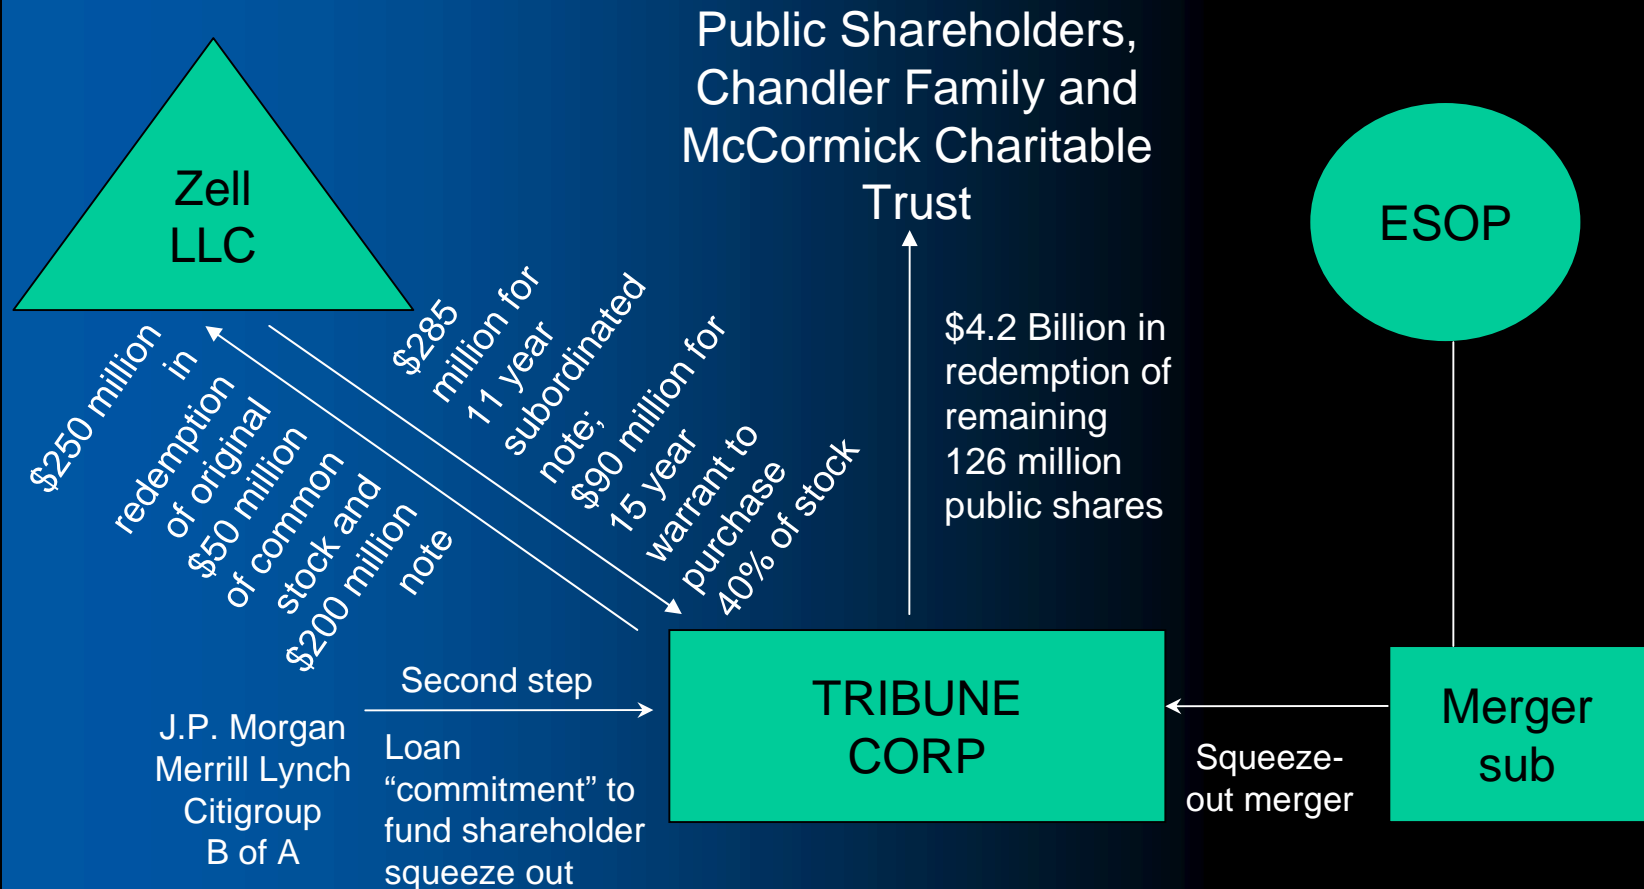 Public Shareholders,
Chandler Family and
McCormick Charitable
Trust
Zell
LLC
ESOP
$250 million
in
redemption
of original
$50 million
of common
stock and
$200 million
note
$285
million for
11 year
subordinated
note;
$90 million for
15 year
warrant to
purchase
40% of stock
$4.2 Billion in
redemption of
remaining
126 million
public shares
Second step
J.P. Morgan
Merrill Lynch
Citigroup
B of A
Loan
“commitment” to
fund shareholder
squeeze out
TRIBUNE
CORP
Squeeze-
out merger
Merger
sub